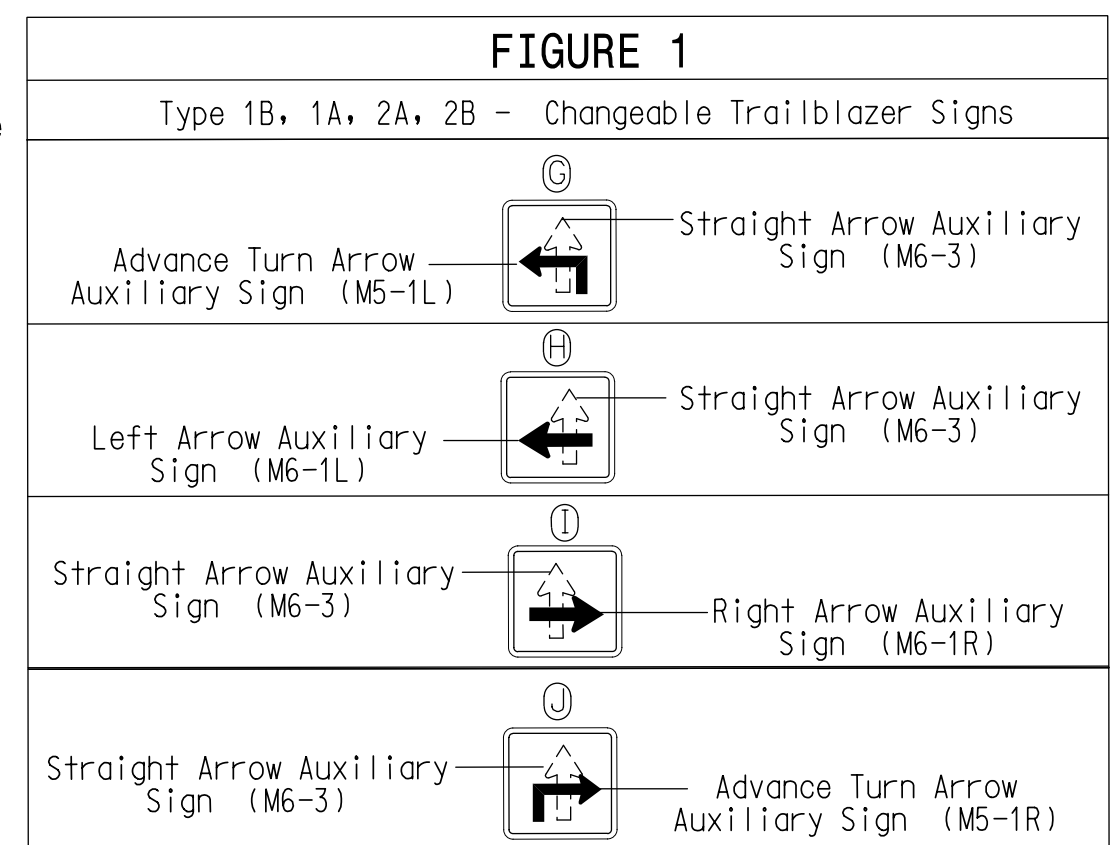 FIGURE 1
Type 1B, 1A, 2A, 2B - Changeable Trailblazer Signs
G
Straight Arrow Auxiliary
Sign (M6-3)
Advance Turn Arrow
Auxiliary Sign (M5-1L)
H
Straight Arrow Auxiliary
Sign (M6-3)
Left Arrow Auxiliary
Sign (M6-1L)
I
Straight Arrow Auxiliary
Sign (M6-3)
Right Arrow Auxiliary
Sign (M6-1R)
J
Straight Arrow Auxiliary
Sign (M6-3)
Advance Turn Arrow
Auxiliary Sign (M5-1R)